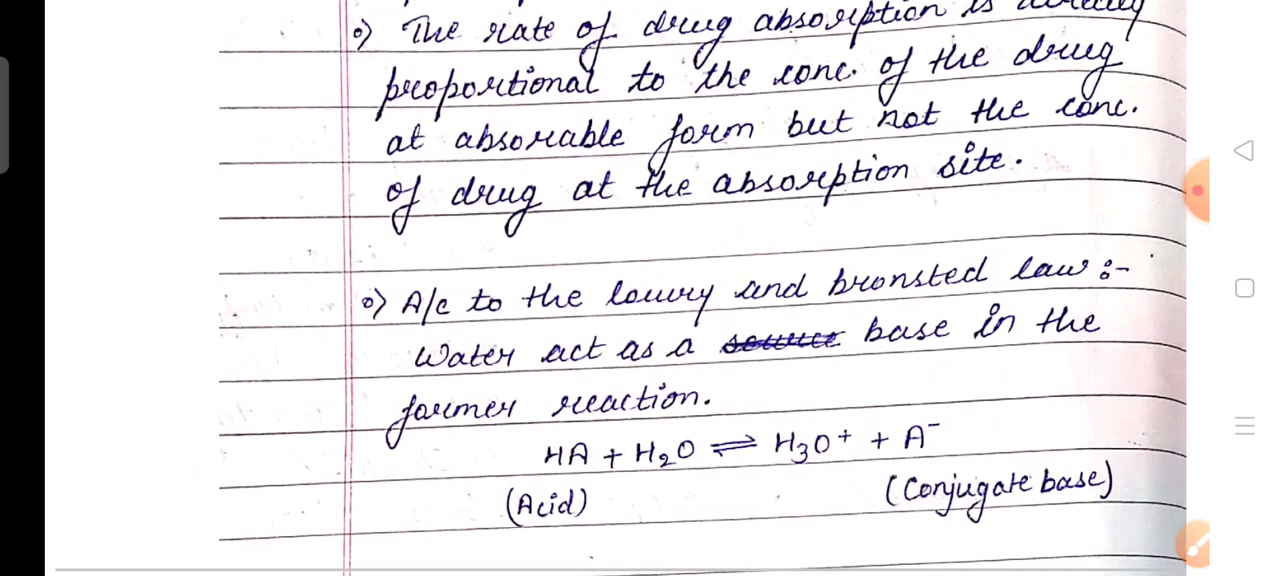 o) The rate of drug absorption is directly
proportional to the conc. of the drug
at absorable form but not the conc.
of drug at the absorption site.
o) A/c to the lowry and bronsted law :-
Water act as a base in the
former reaction.
HA + H₂O ⇌ H₃O⁺ + A⁻
(Acid) (Conjugate base)